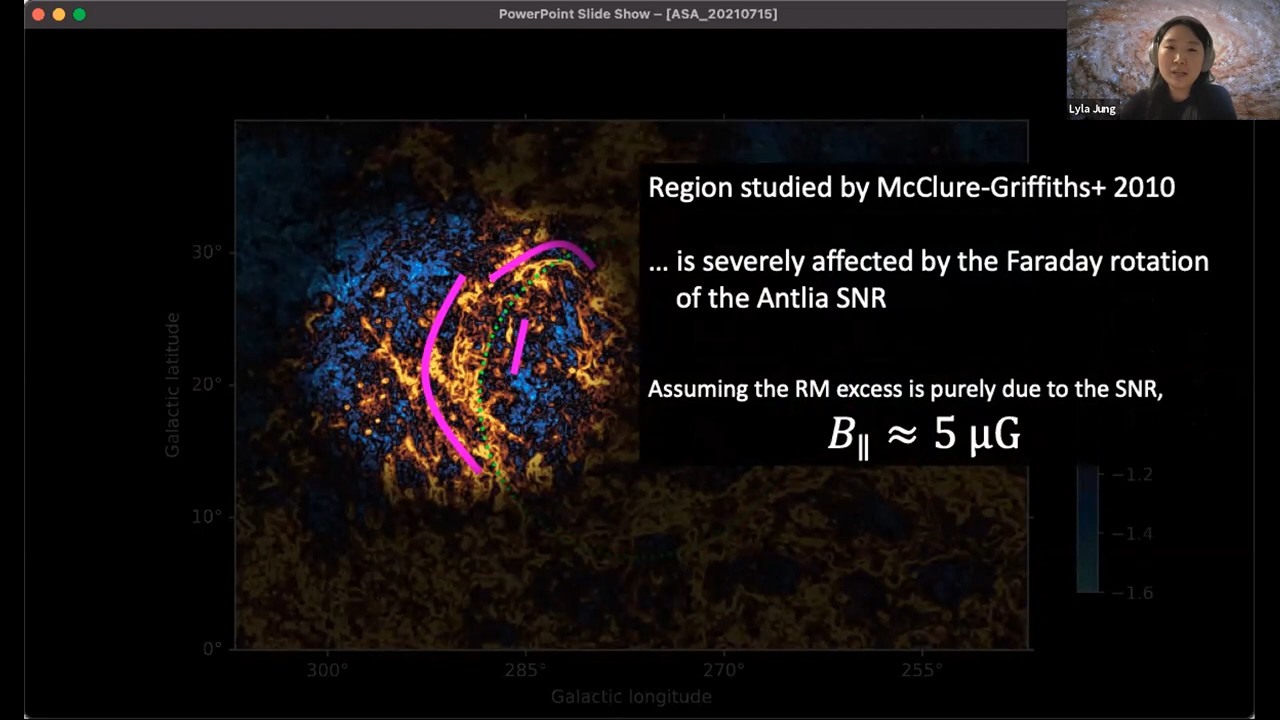 PowerPoint Slide Show – [ASA_20210715]
Lyla Jung
Region studied by McClure-Griffiths+ 2010
... is severely affected by the Faraday rotation
of the Antlia SNR
Assuming the RM excess is purely due to the SNR,
B∥ ≈ 5 μG
Galactic latitude
30°
20°
10°
0°
300°
285°
270°
255°
Galactic longitude
−1.2
−1.4
−1.6